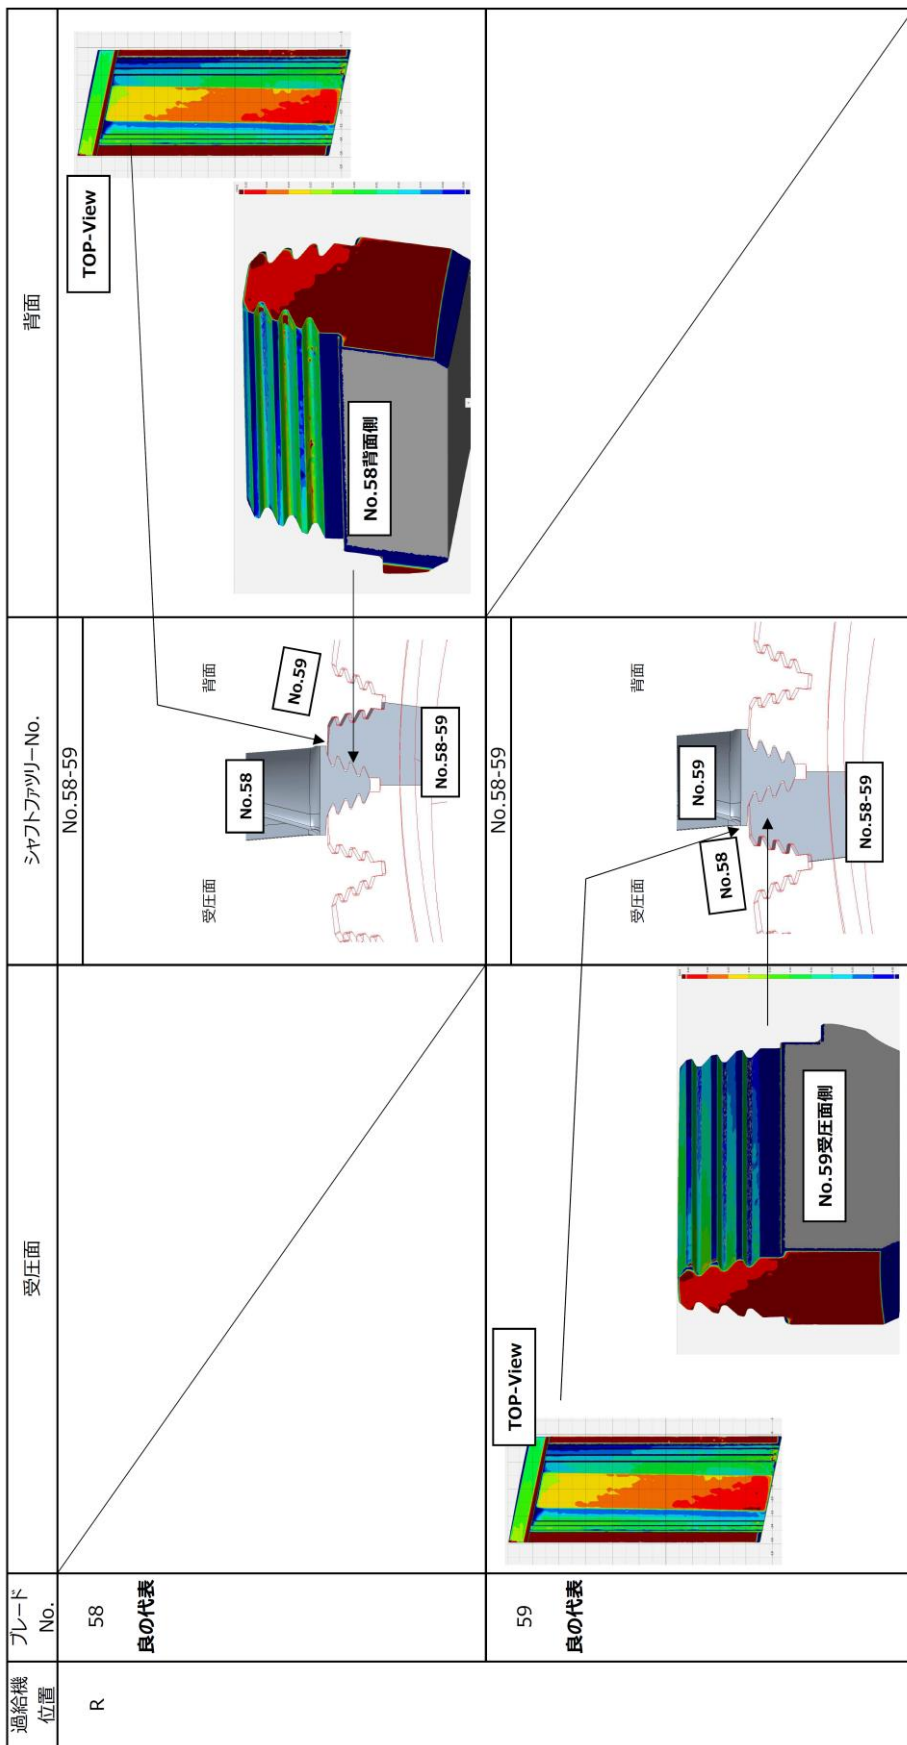 過給機
位置
ブレード
No.
受圧面
シャフトファツリーNo.
背面
R
58
良の代表
No.58-59
受圧面
背面
No.58
No.59
No.58-59
TOP-View
No.58背面側
59
良の代表
TOP-View
No.59受圧面側
No.58-59
受圧面
背面
No.58
No.59
No.58-59